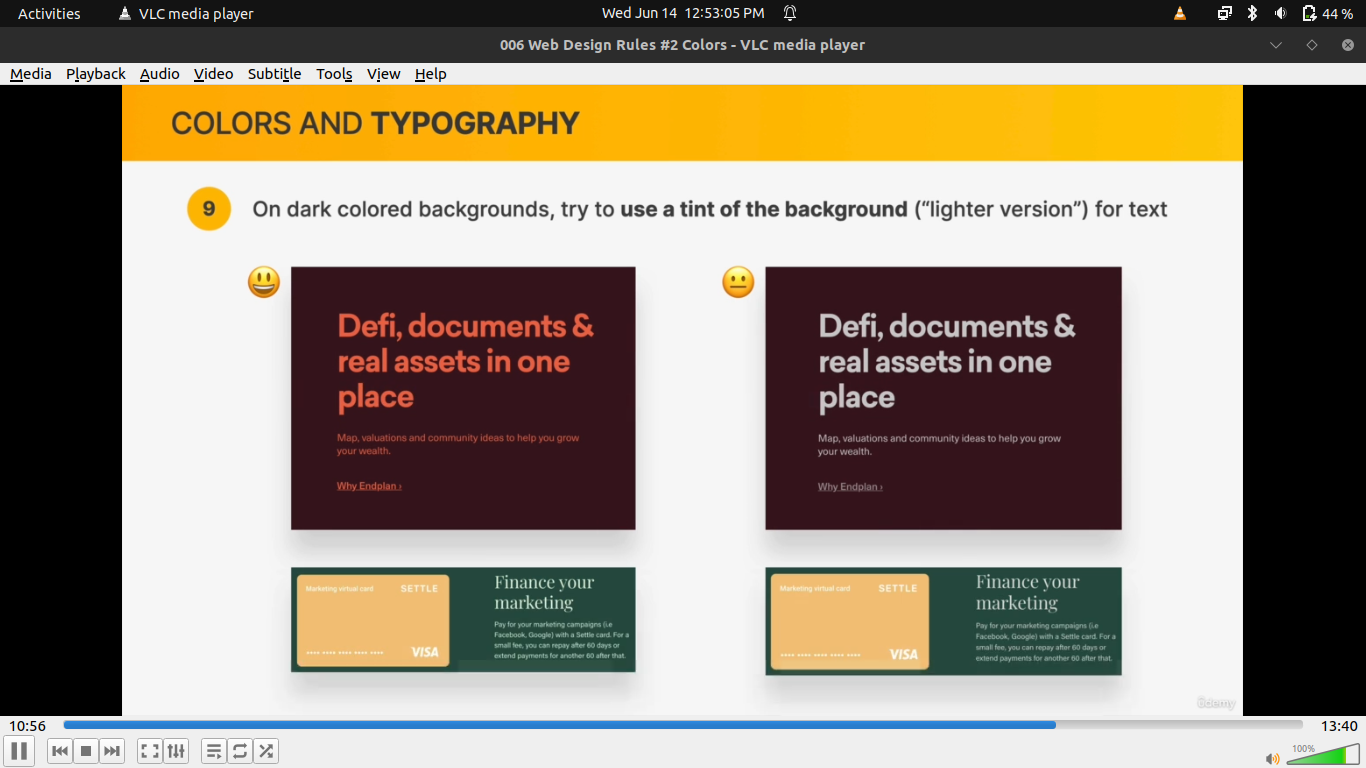 Activities
VLC media player
Wed Jun 14 12:53:05 PM
44 %
006 Web Design Rules #2 Colors - VLC media player
Media Playback Audio Video Subtitle Tools View Help
COLORS AND TYPOGRAPHY
9
On dark colored backgrounds, try to use a tint of the background (“lighter version”) for text
Defi, documents &
real assets in one
place
Map, valuations and community ideas to help you grow
your wealth.
Why Endplan ›
Defi, documents &
real assets in one
place
Map, valuations and community ideas to help you grow
your wealth.
Why Endplan ›
Marketing virtual card
SETTLE
VISA
Finance your
marketing
Pay for your marketing campaigns (i.e
Facebook, Google) with a Settle card. For a
small fee, you can repay after 60 days or
extend payments for another 60 after that.
Marketing virtual card
SETTLE
VISA
Finance your
marketing
Pay for your marketing campaigns (i.e
Facebook, Google) with a Settle card. For a
small fee, you can repay after 60 days or
extend payments for another 60 after that.
ûdemy
10:56
13:40
100%